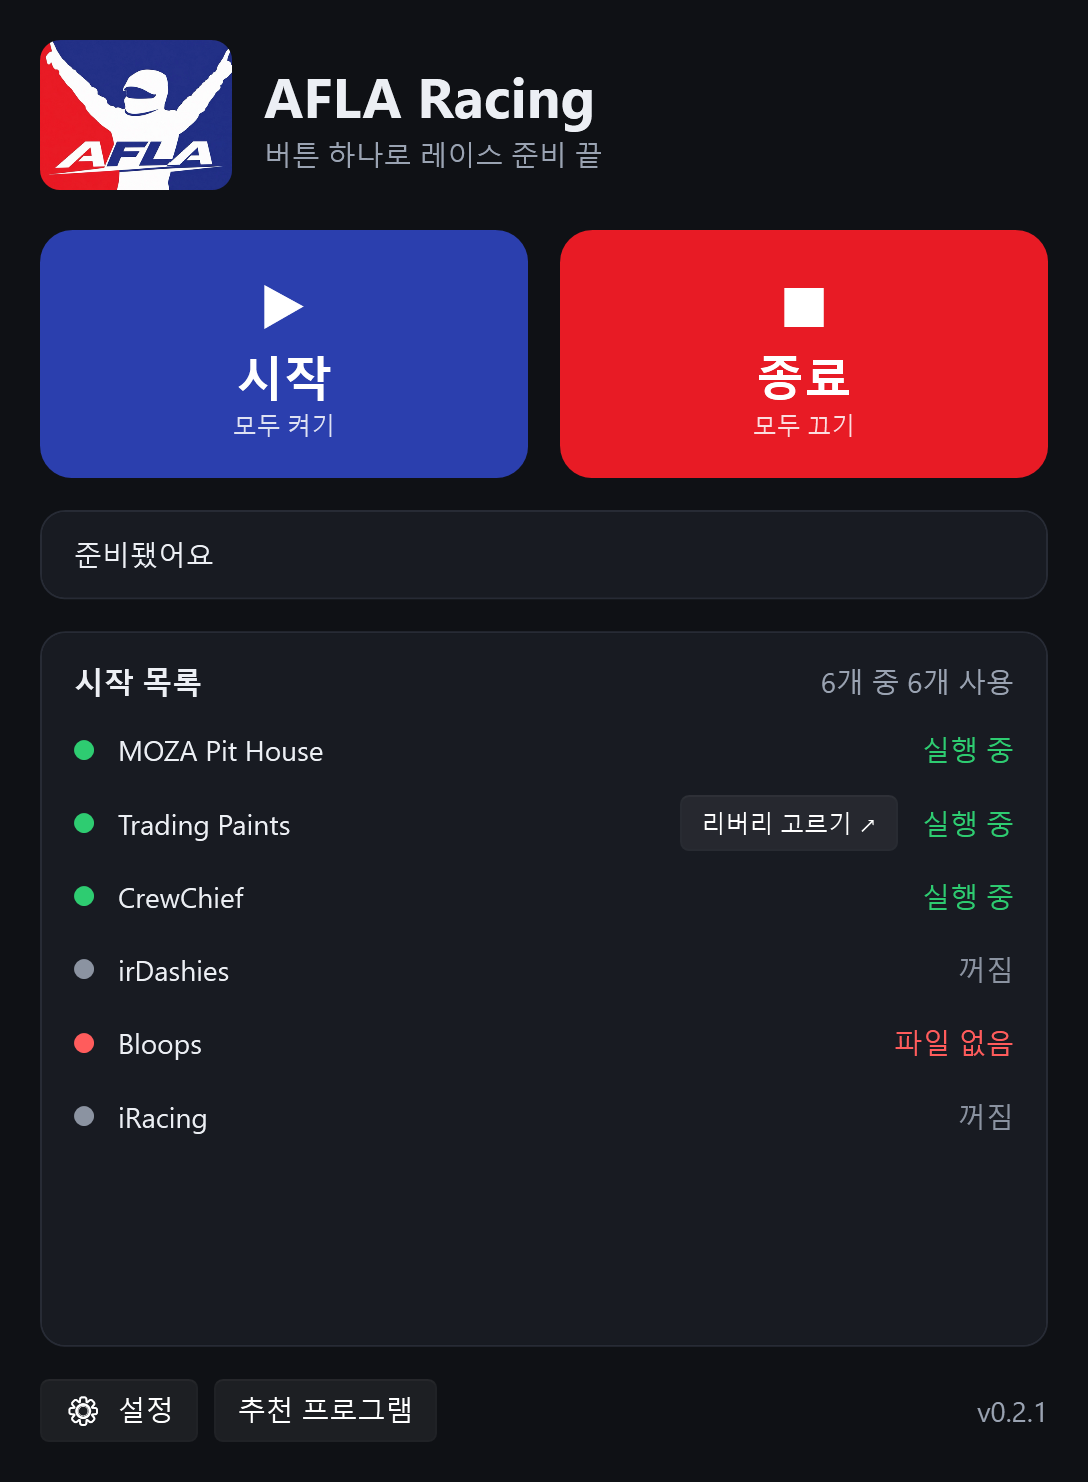 AFLA
AFLA Racing
버튼 하나로 레이스 준비 끝
시작
모두 켜기
종료
모두 끄기
준비됐어요
시작 목록
6개 중 6개 사용
MOZA Pit House
실행 중
Trading Paints
리버리 고르기 ↗
실행 중
CrewChief
실행 중
irDashies
꺼짐
Bloops
파일 없음
iRacing
꺼짐
설정
추천 프로그램
v0.2.1